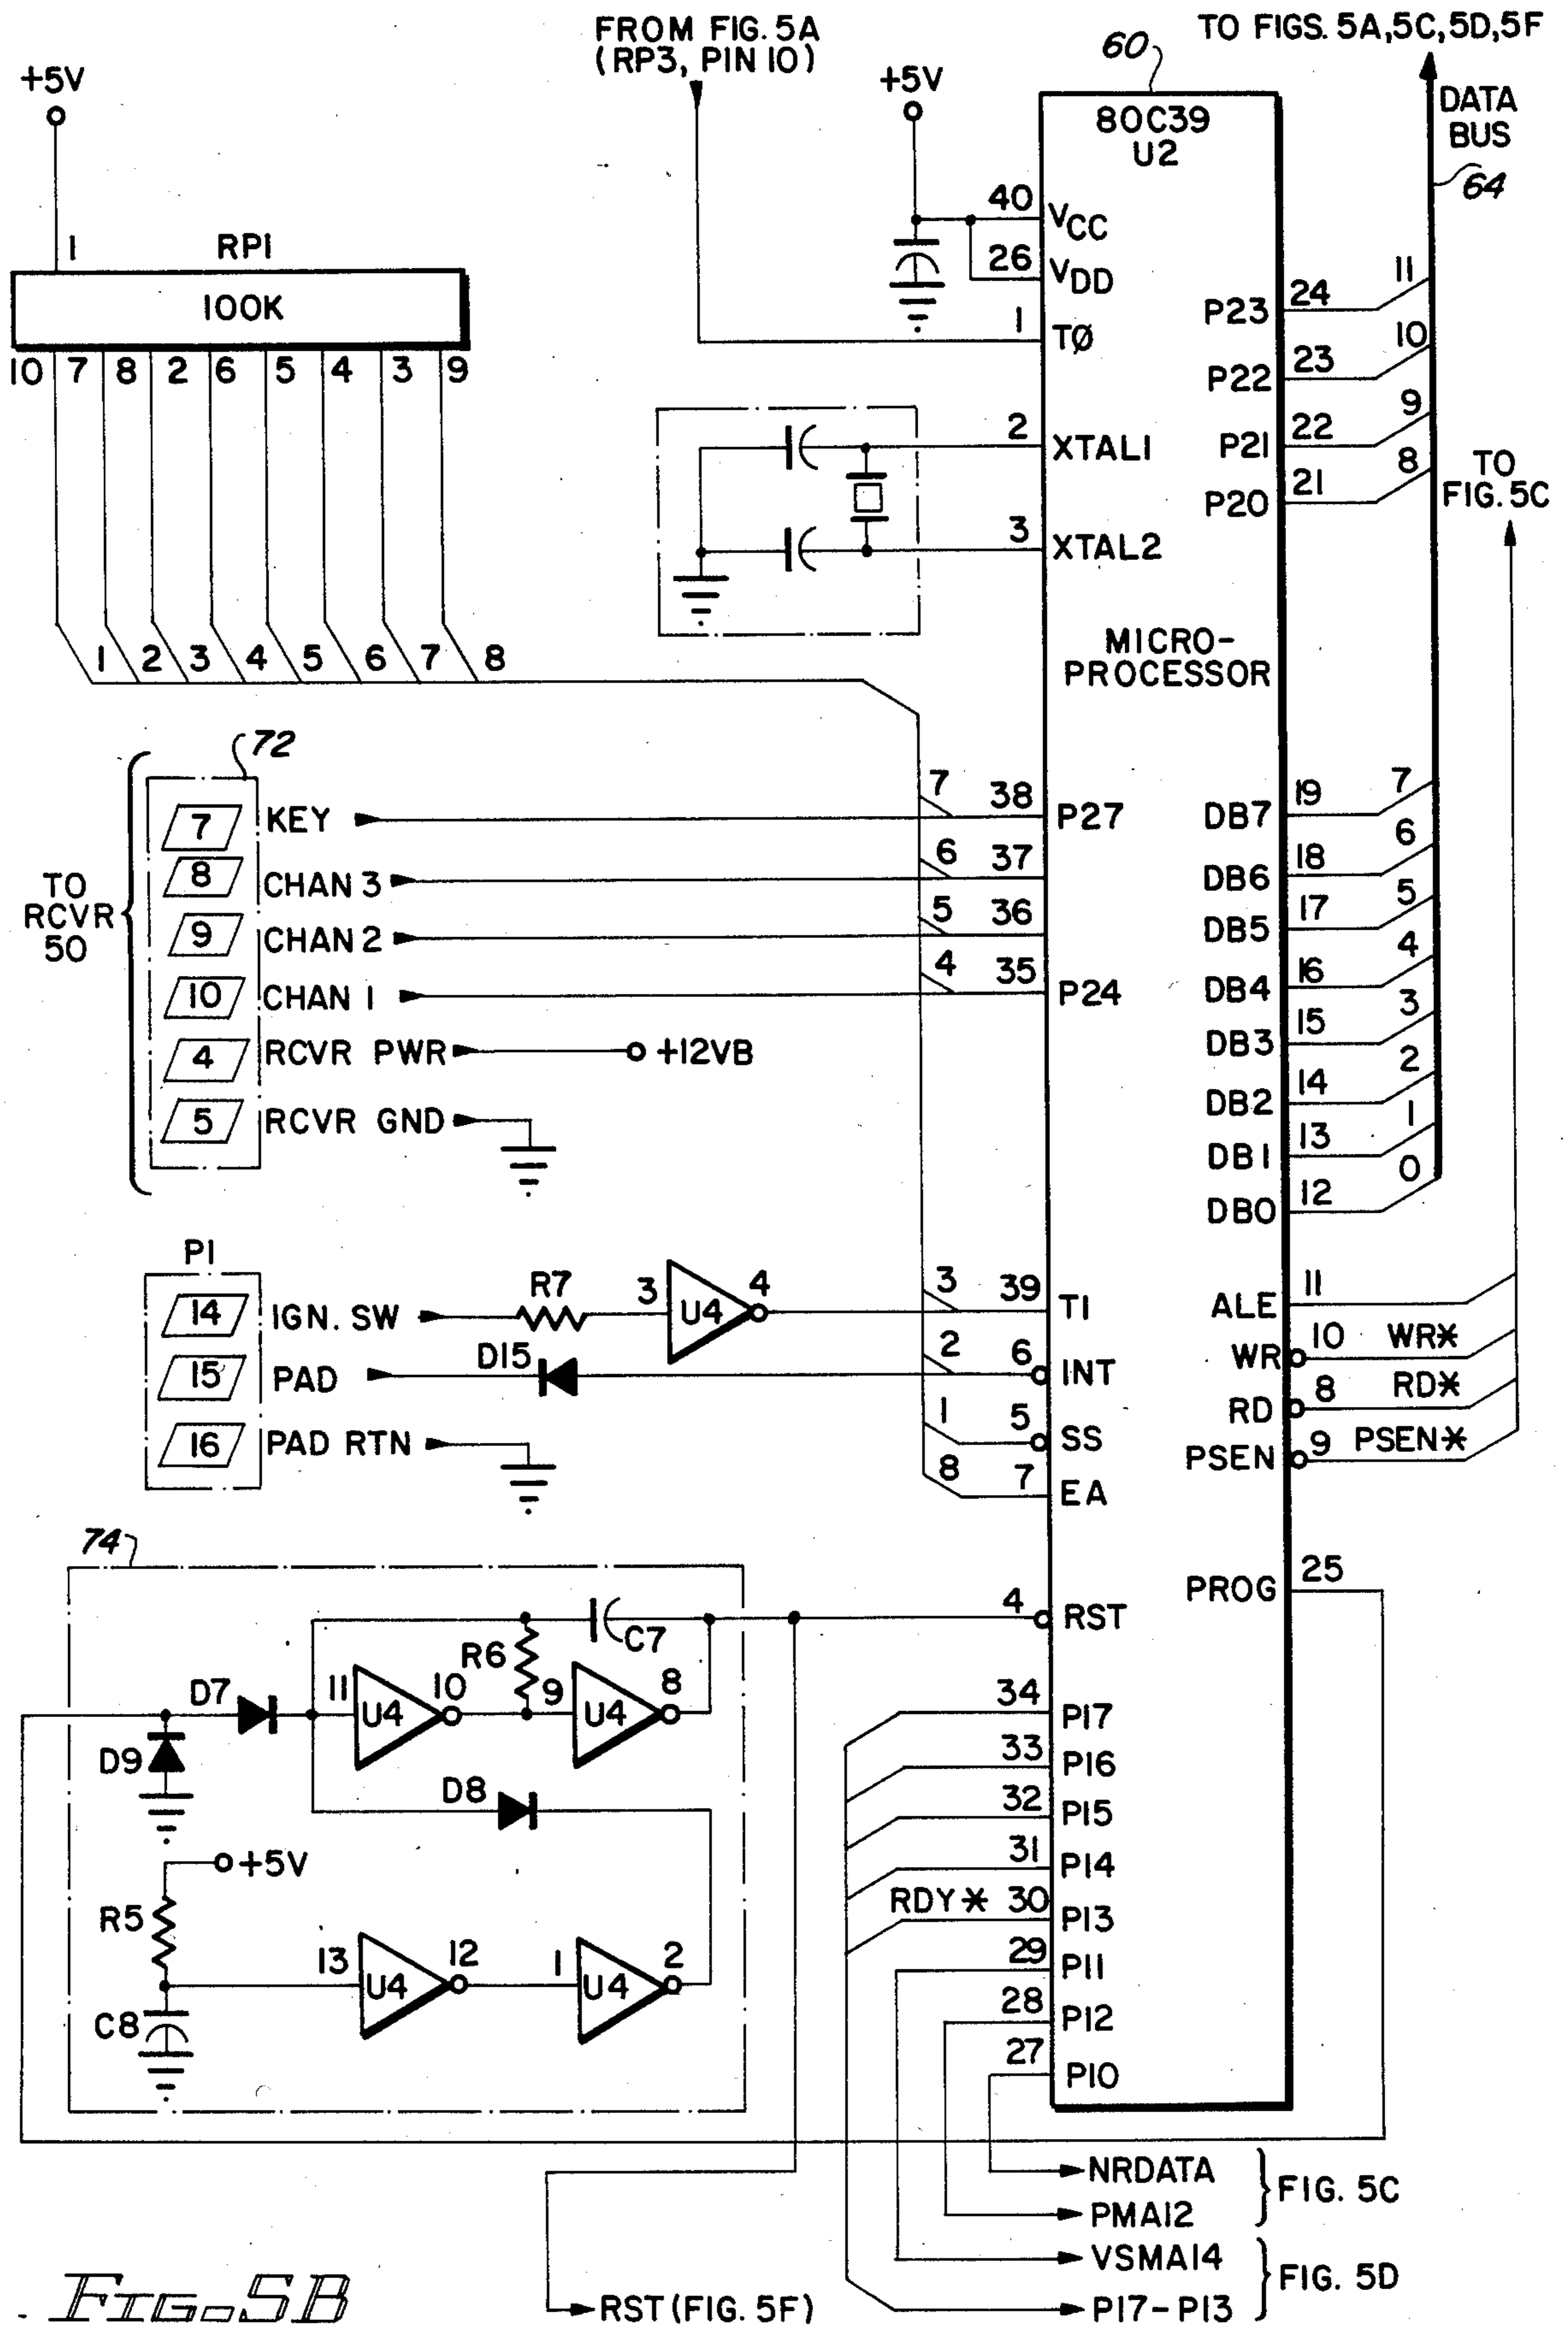 FROM FIG. 5A
(RP3, PIN 10)
TO FIGS. 5A,5C,5D,5F
+5V
+5V
60
DATA
BUS
64
80C39
U2
1 RP1
100K
10 7 8 2 6 5 4 3 9
40 VCC
26 VDD
1 TØ
2 XTAL1
3 XTAL2
P23 24 11
P22 23 10
P21 22 9
P20 21 8
TO
FIG. 5C
MICRO-
PROCESSOR
1 2 3 4 5 6 7 8
72
TO
RCVR
50
7 KEY 7 38 P27
8 CHAN 3 6 37
9 CHAN 2 5 36
10 CHAN 1 4 35 P24
4 RCVR PWR +12VB
5 RCVR GND
DB7 19 7
DB6 18 6
DB5 17 5
DB4 16 4
DB3 15 3
DB2 14 2
DB1 13 1
DB0 12 0
P1
14 IGN. SW R7 3 U4 4 3 39 T1
15 PAD D15 2 6 INT
16 PAD RTN 1 5 SS
8 7 EA
ALE 11
WR 10 WR*
RD 8 RD*
PSEN 9 PSEN*
74
PROG 25
4 RST
C7
R6
D7 11 U4 10 9 U4 8
D9
D8
+5V
R5
13 U4 12 1 U4 2
C8
34 P17
33 P16
32 P15
31 P14
RDY* 30 P13
29 P11
28 P12
27 P10
NRDATA
PMA12
FIG. 5C
VSMA14
P17-P13
FIG. 5D
RST (FIG. 5F)
FIG. 5B